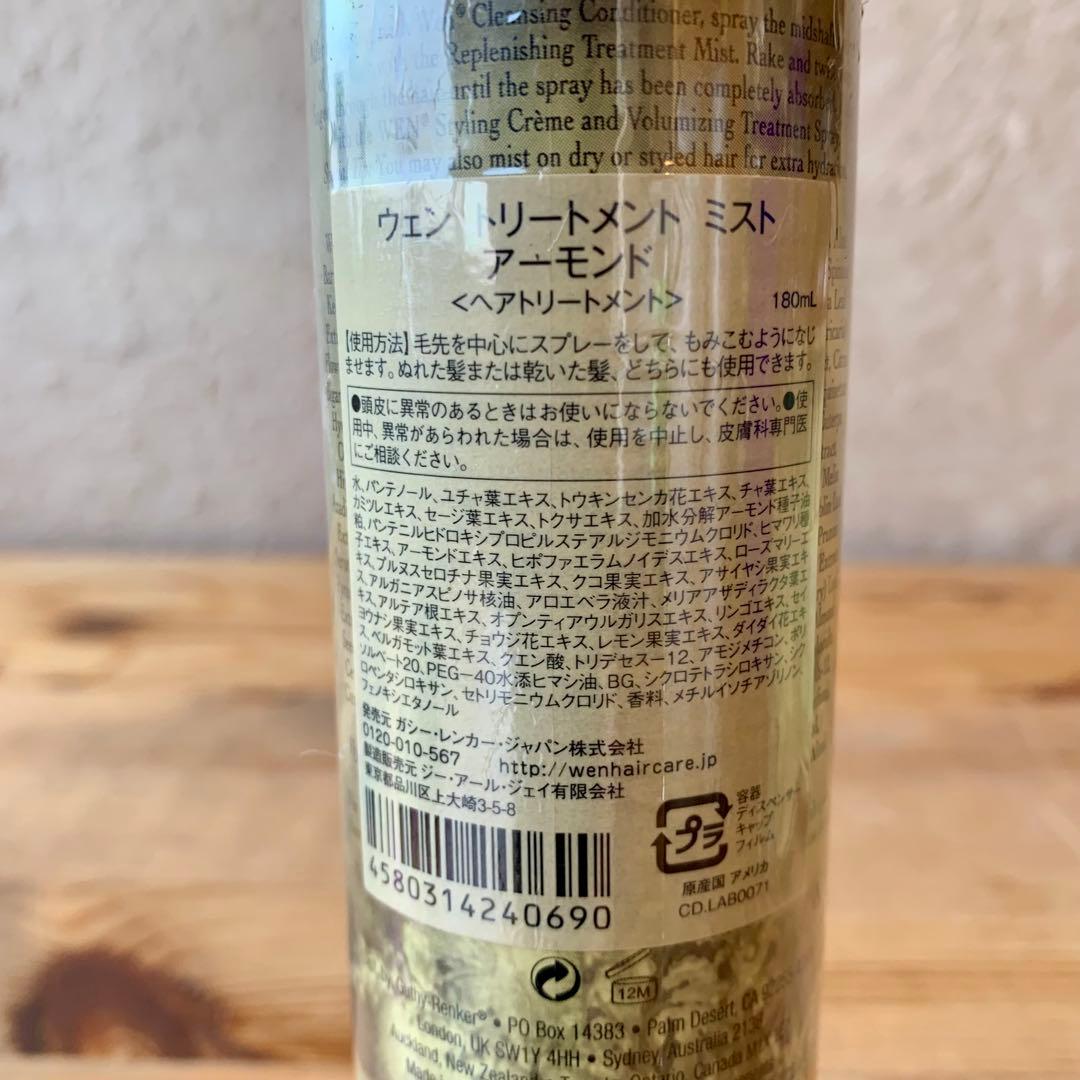 Cleansing Conditioner, spray the midshaft
the Replenishing Treatment Mist. Rake and
until the spray has been completely absorbed
WEN® Styling Crème and Volumizing Treatment Spray
You may also mist on dry or styled hair for extra
ウェン トリートメント ミスト
アーモンド
<ヘアトリートメント> 180mL
【使用方法】毛先を中心にスプレーをして、もみこむようになじ
ませます。ぬれた髪または乾いた髪、どちらにも使用できます。
●頭皮に異常のあるときはお使いにならないでください。●使
用中、異常があらわれた場合は、使用を中止し、皮膚科専門医
にご相談ください。
水、パンテノール、ユチャ葉エキス、トウキンセンカ花エキス、チャ葉エキス、
カミツレエキス、セージ葉エキス、トクサエキス、加水分解アーモンド種子油
粕、パンテニルヒドロキシプロピルステアルジモニウムクロリド、ヒマワリ種
子エキス、アーモンドエキス、ヒポファエラムノイデスエキス、ローズマリーエ
キス、プルヌスセロチナ果実エキス、クコ果実エキス、アサイヤシ果実エキ
ス、アルガニアスピノサ核油、アロエベラ液汁、メリアアザディラクタ葉エ
キス、アルテア根エキス、オプンティアウルガリスエキス、リンゴエキス、セイ
ヨウナシ果実エキス、チョウジ花エキス、レモン果実エキス、ダイダイ花エキ
ス、ベルガモット葉エキス、クエン酸、トリデセス-12、アモジメチコン、ポリ
ソルベート20、PEG-40水添ヒマシ油、BG、シクロテトラシロキサン、シク
ロペンタシロキサン、セトリモニウムクロリド、香料、メチルイソチアゾリノン、
フェノキシエタノール
発売元 ガシー・レンカー・ジャパン株式会社
0120-010-567 http://wenhaircare.jp
製造販売元 ジー・アール・ジェイ有限会社
東京都品川区上大崎3-5-8
プラ
容器
ディスペンサー
キャップ
フィルム
原産国 アメリカ
CD.LAB0071
4580314240690
12M
Guthy-Renker® • PO Box 14383 • Palm Desert, CA
London, UK SW1Y 4HH • Sydney, Australia
Auckland, New Zealand • Ontario, Canada